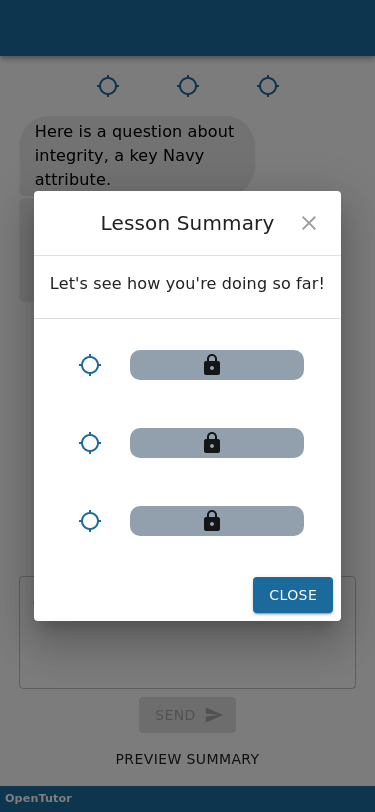 Here is a question about
integrity, a key Navy
attribute.
Lesson Summary
Let's see how you're doing so far!
CLOSE
SEND
PREVIEW SUMMARY
OpenTutor